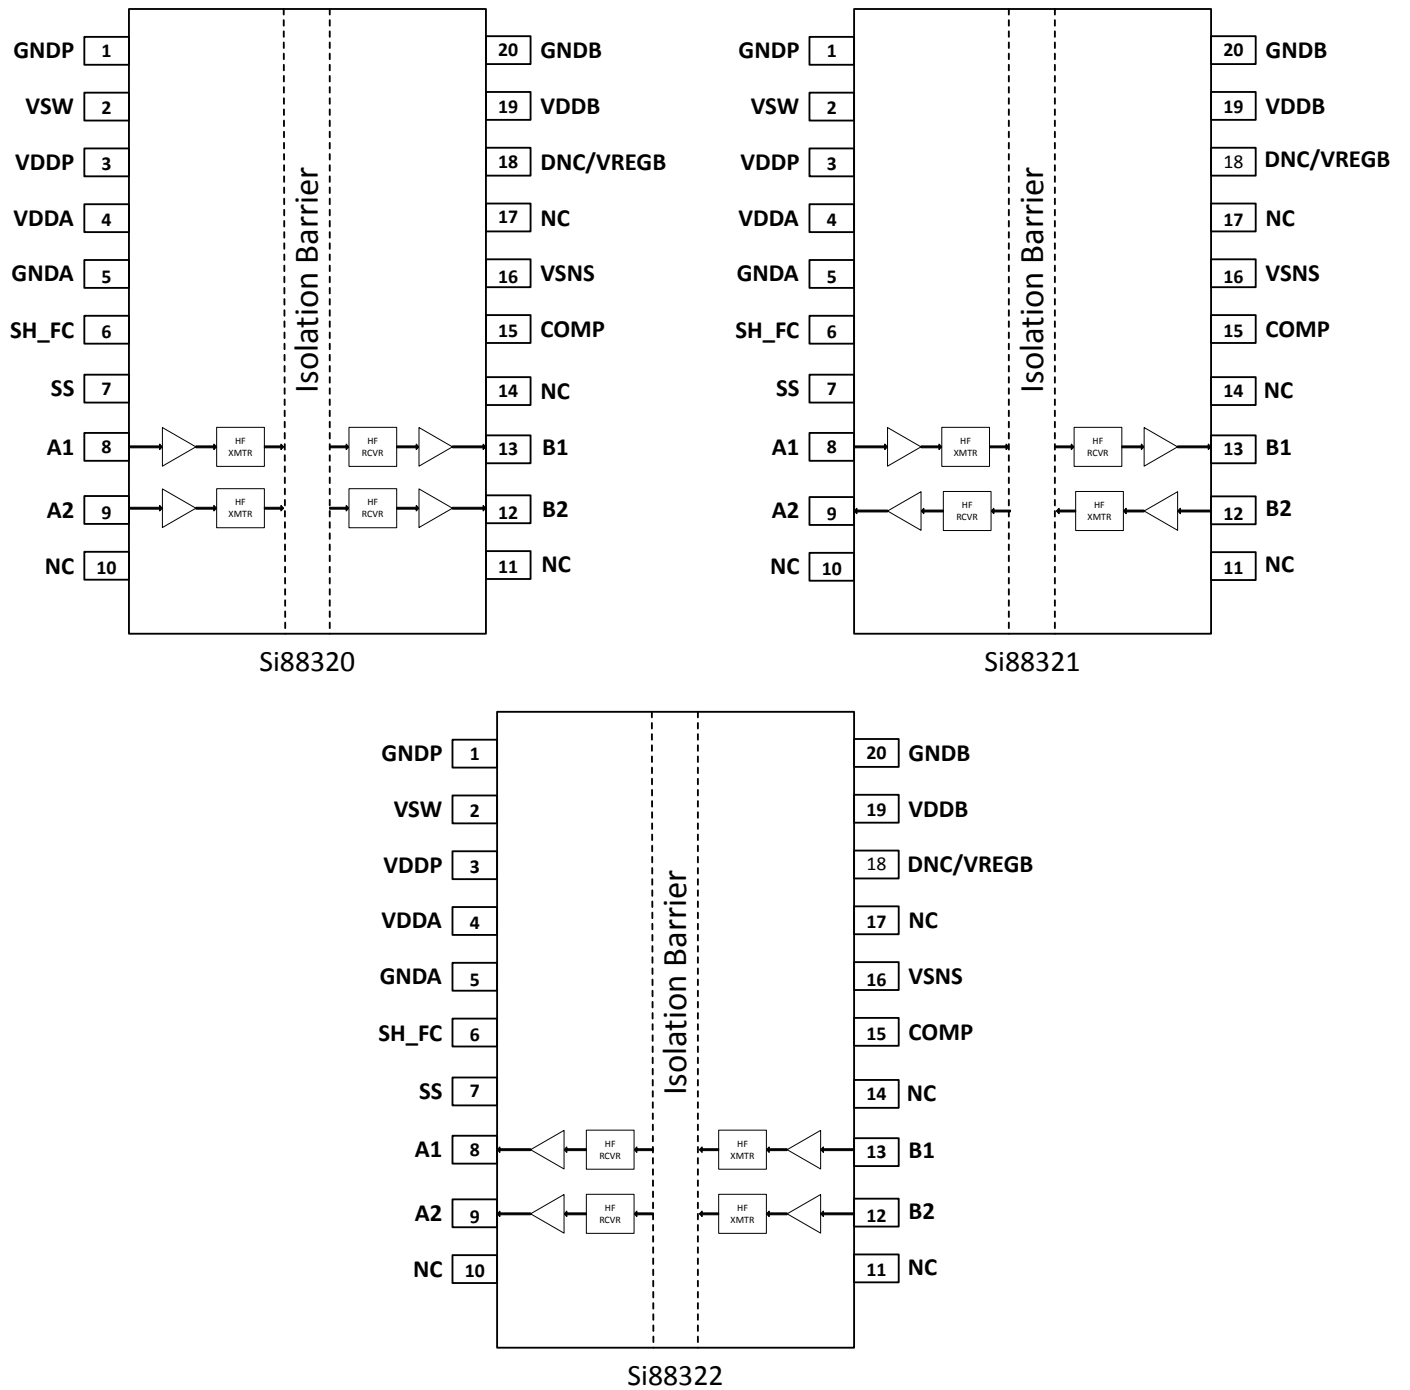 GNDP 1 20 GNDB
VSW 2 19 VDDB
VDDP 3 18 DNC/VREGB
VDDA 4 17 NC
GNDA 5 16 VSNS
SH_FC 6 15 COMP
SS 7 14 NC
A1 8 HF XMTR HF RCVR 13 B1
A2 9 HF XMTR HF RCVR 12 B2
NC 10 11 NC
Isolation Barrier
Si88320
GNDP 1 20 GNDB
VSW 2 19 VDDB
VDDP 3 18 DNC/VREGB
VDDA 4 17 NC
GNDA 5 16 VSNS
SH_FC 6 15 COMP
SS 7 14 NC
A1 8 HF XMTR HF RCVR 13 B1
A2 9 HF RCVR HF XMTR 12 B2
NC 10 11 NC
Isolation Barrier
Si88321
GNDP 1 20 GNDB
VSW 2 19 VDDB
VDDP 3 18 DNC/VREGB
VDDA 4 17 NC
GNDA 5 16 VSNS
SH_FC 6 15 COMP
SS 7 14 NC
A1 8 HF RCVR HF XMTR 13 B1
A2 9 HF RCVR HF XMTR 12 B2
NC 10 11 NC
Isolation Barrier
Si88322